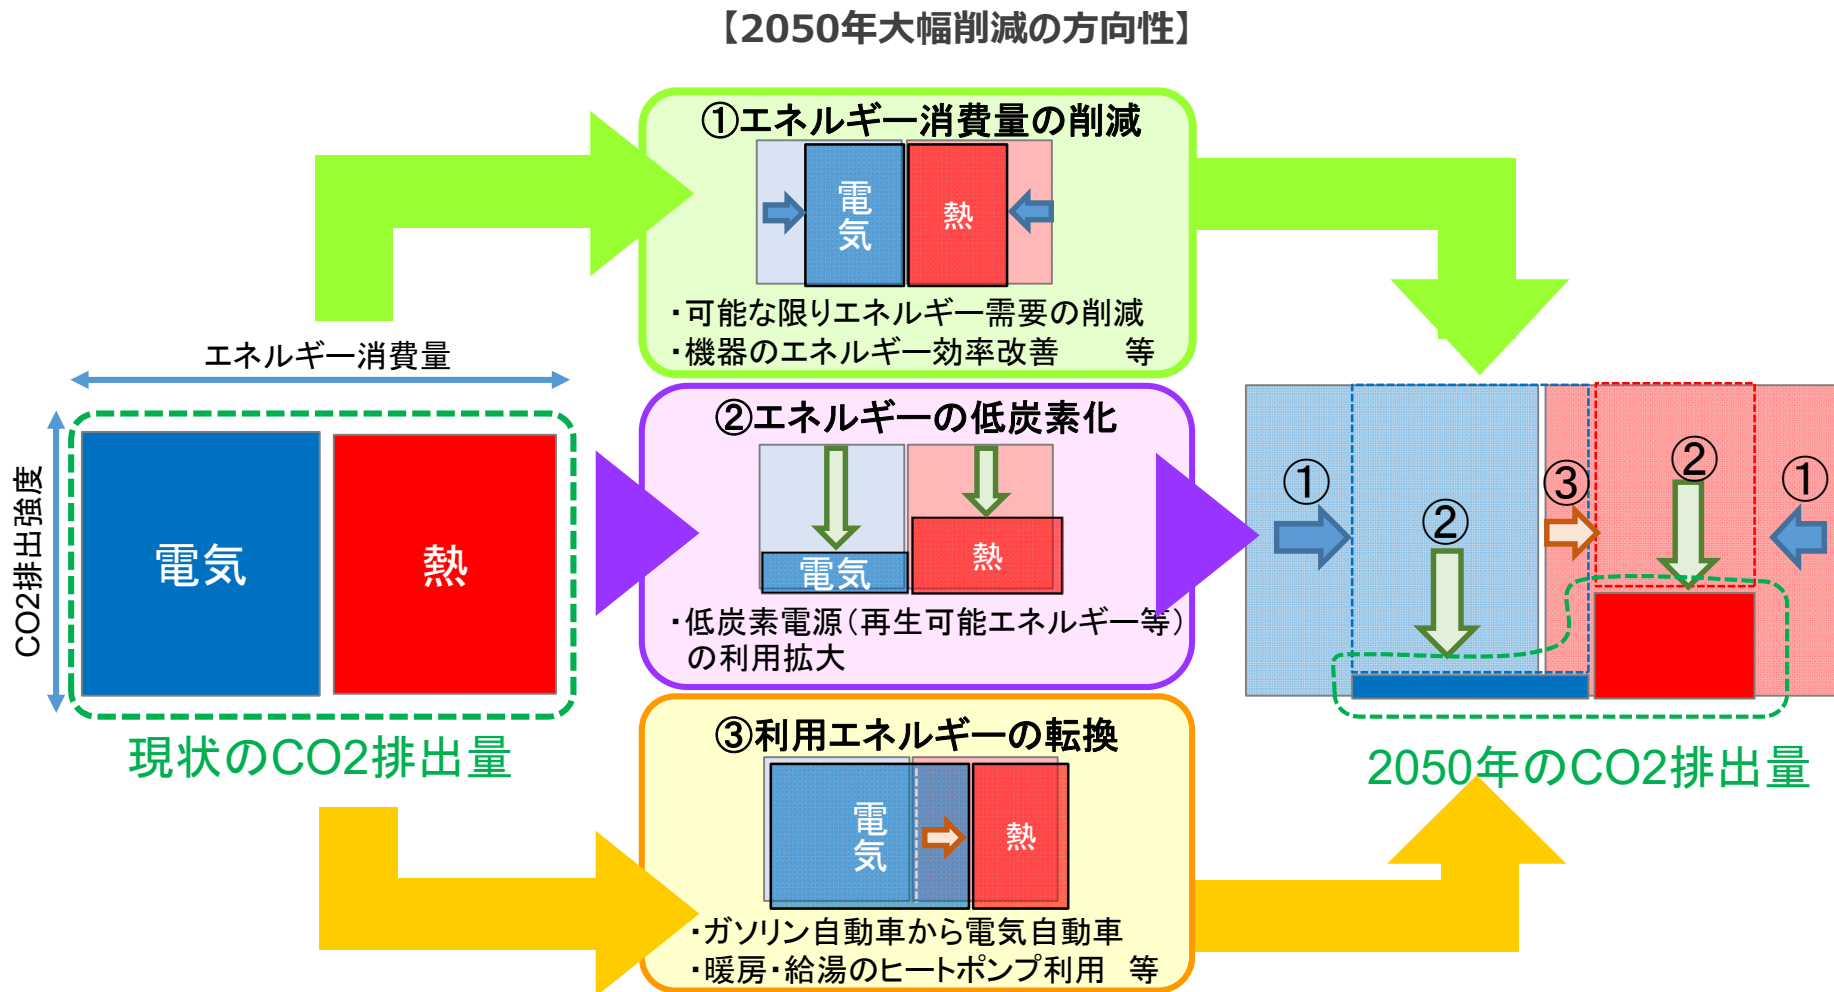 【2050年大幅削減の方向性】
①エネルギー消費量の削減
電気
熱
・可能な限りエネルギー需要の削減
・機器のエネルギー効率改善　　等
エネルギー消費量
CO2排出強度
電気
熱
現状のCO2排出量
②エネルギーの低炭素化
電気
熱
・低炭素電源（再生可能エネルギー等）
の利用拡大
③利用エネルギーの転換
電気
熱
・ガソリン自動車から電気自動車
・暖房・給湯のヒートポンプ利用　等
①
②
③
②
①
2050年のCO2排出量